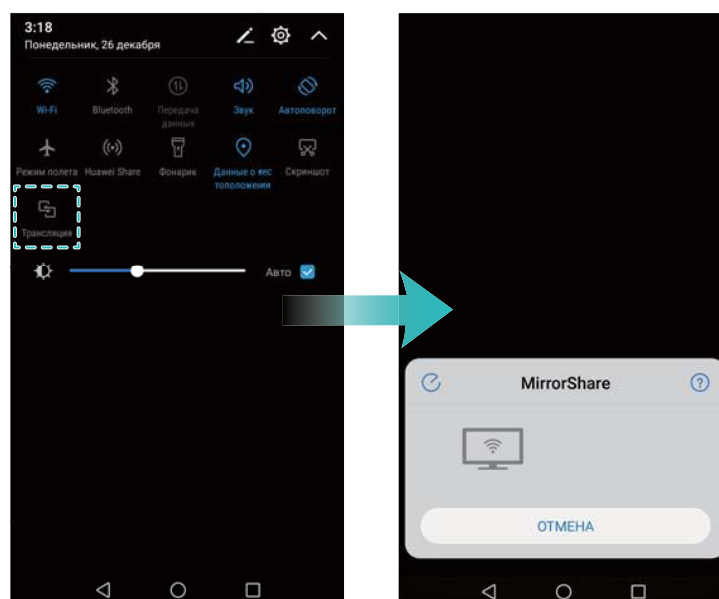 3:18
Понедельник, 26 декабря
Wi-Fi
Bluetooth
Передача
данных
Звук
Автоповорот
Режим полета
Huawei Share
Фонарик
Данные о мес
тоположении
Скриншот
Трансляция
Авто
MirrorShare
ОТМЕНА